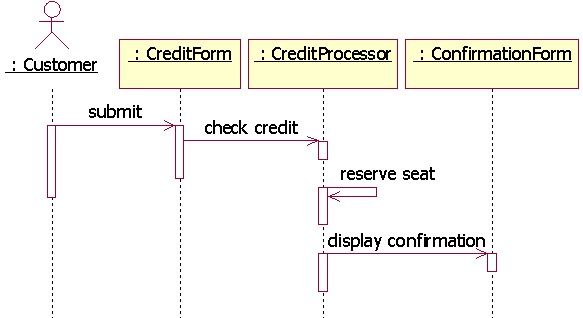 : Customer
: CreditForm
: CreditProcessor
: ConfirmationForm
submit
check credit
reserve seat
display confirmation